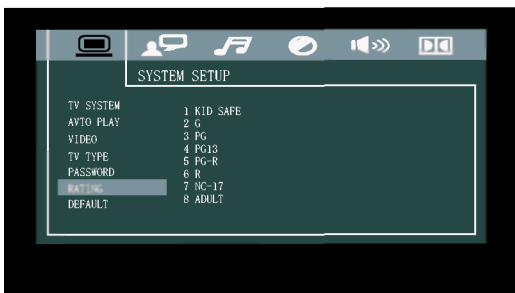 SYSTEM SETUP
TV SYSTEM
AVTO PLAY
VIDEO
TV TYPE
PASSWORD
RATING
DEFAULT
1 KID SAFE
2 G
3 PG
4 PG13
5 PG-R
6 R
7 NC-17
8 ADULT